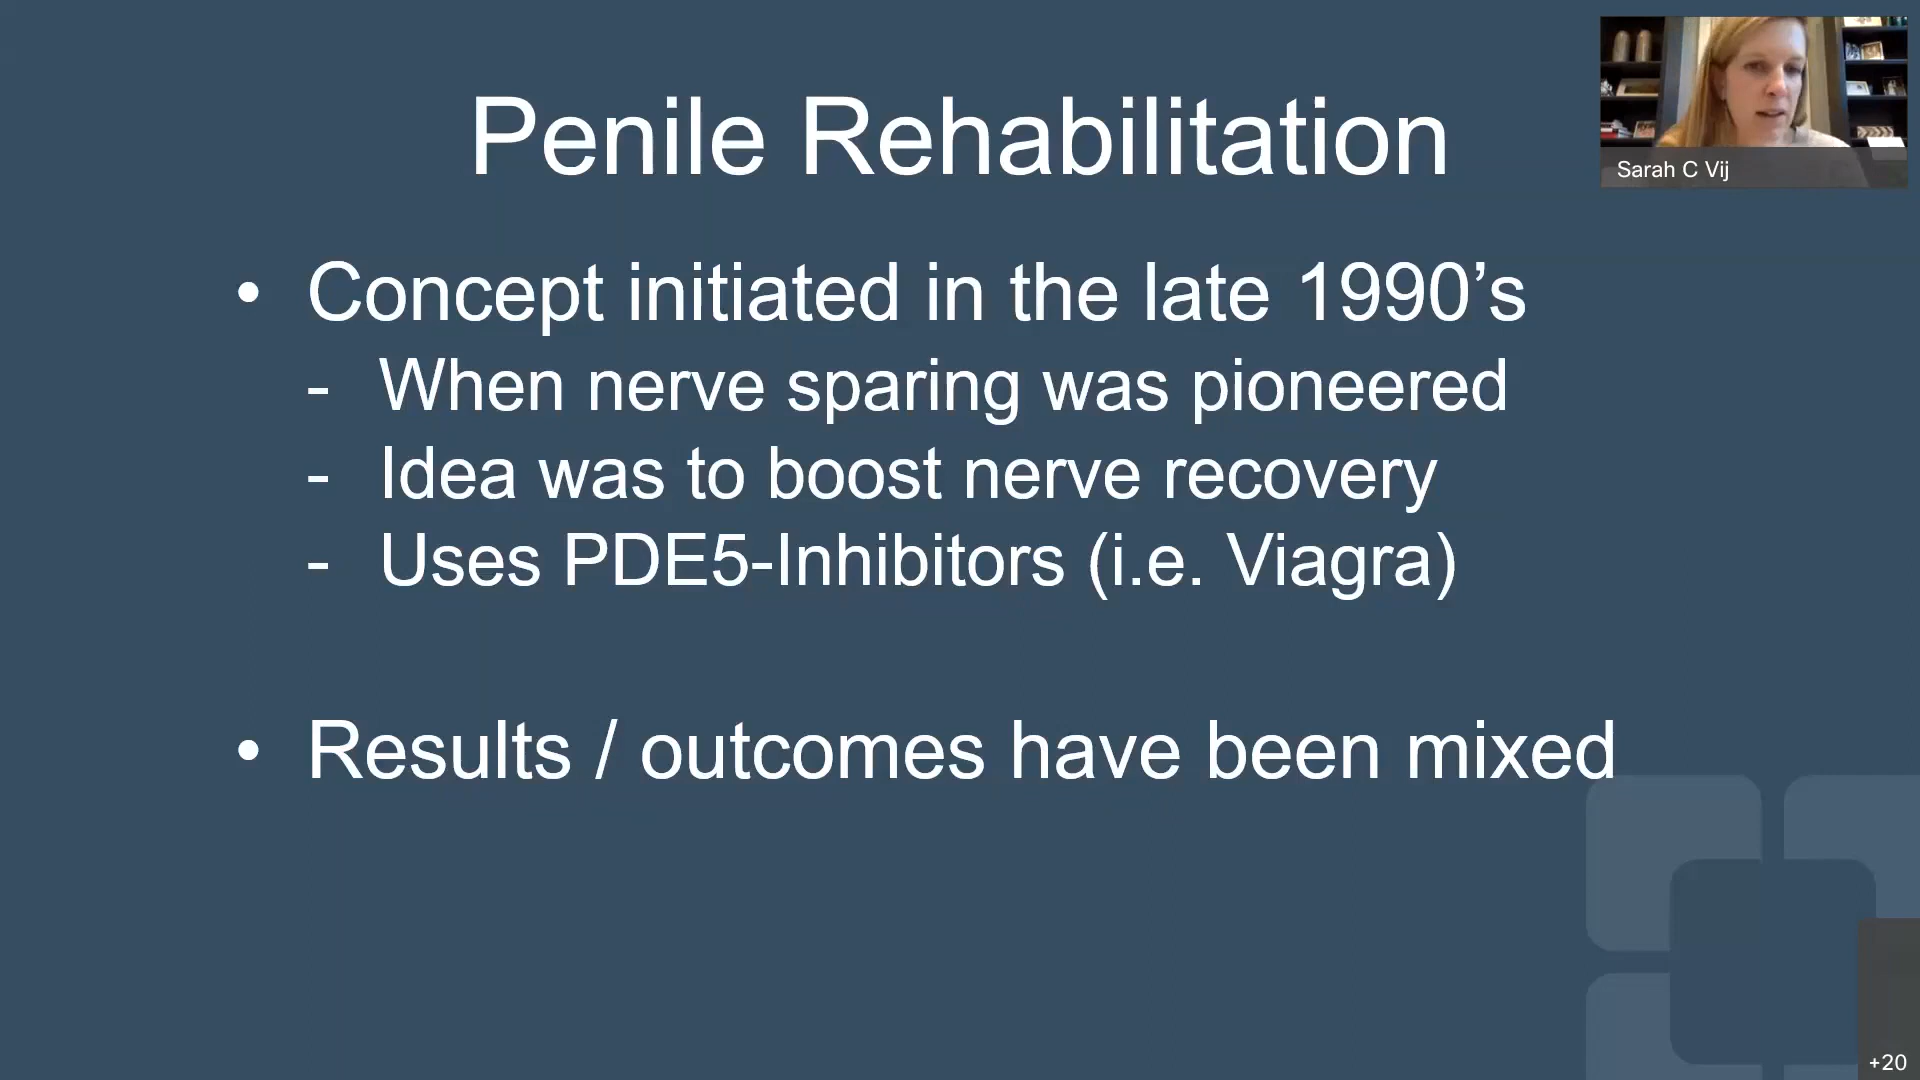 Penile Rehabilitation
Sarah C Vij
• Concept initiated in the late 1990’s
- When nerve sparing was pioneered
- Idea was to boost nerve recovery
- Uses PDE5-Inhibitors (i.e. Viagra)
• Results / outcomes have been mixed
+20